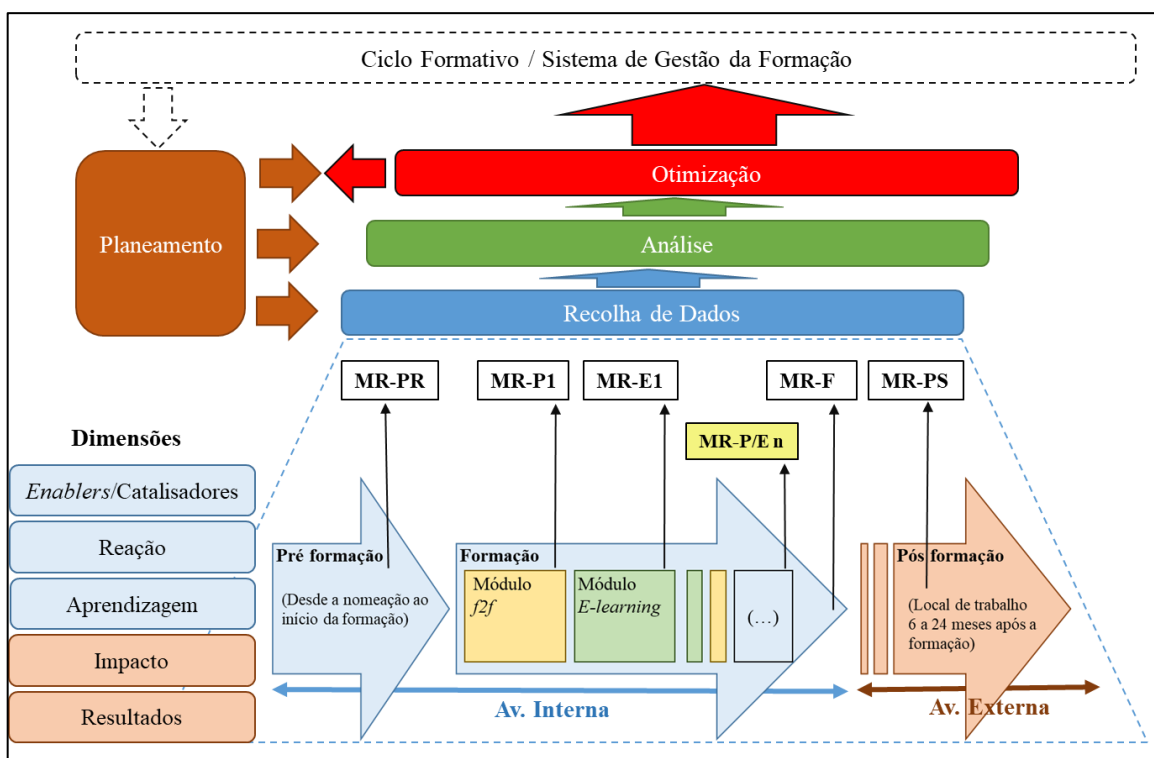 Ciclo Formativo / Sistema de Gestão da Formação
Otimização
Planeamento
Análise
Recolha de Dados
MR-PR
MR-P1
MR-E1
MR-F
MR-PS
MR-P/E n
Dimensões
Enablers/Catalisadores
Reação
Aprendizagem
Impacto
Resultados
Pré formação
(Desde a nomeação ao
início da formação)
Formação
Módulo
f2f
Módulo
E-learning
(…)
Pós formação
(Local de trabalho
6 a 24 meses após a
formação)
Av. Interna
Av. Externa